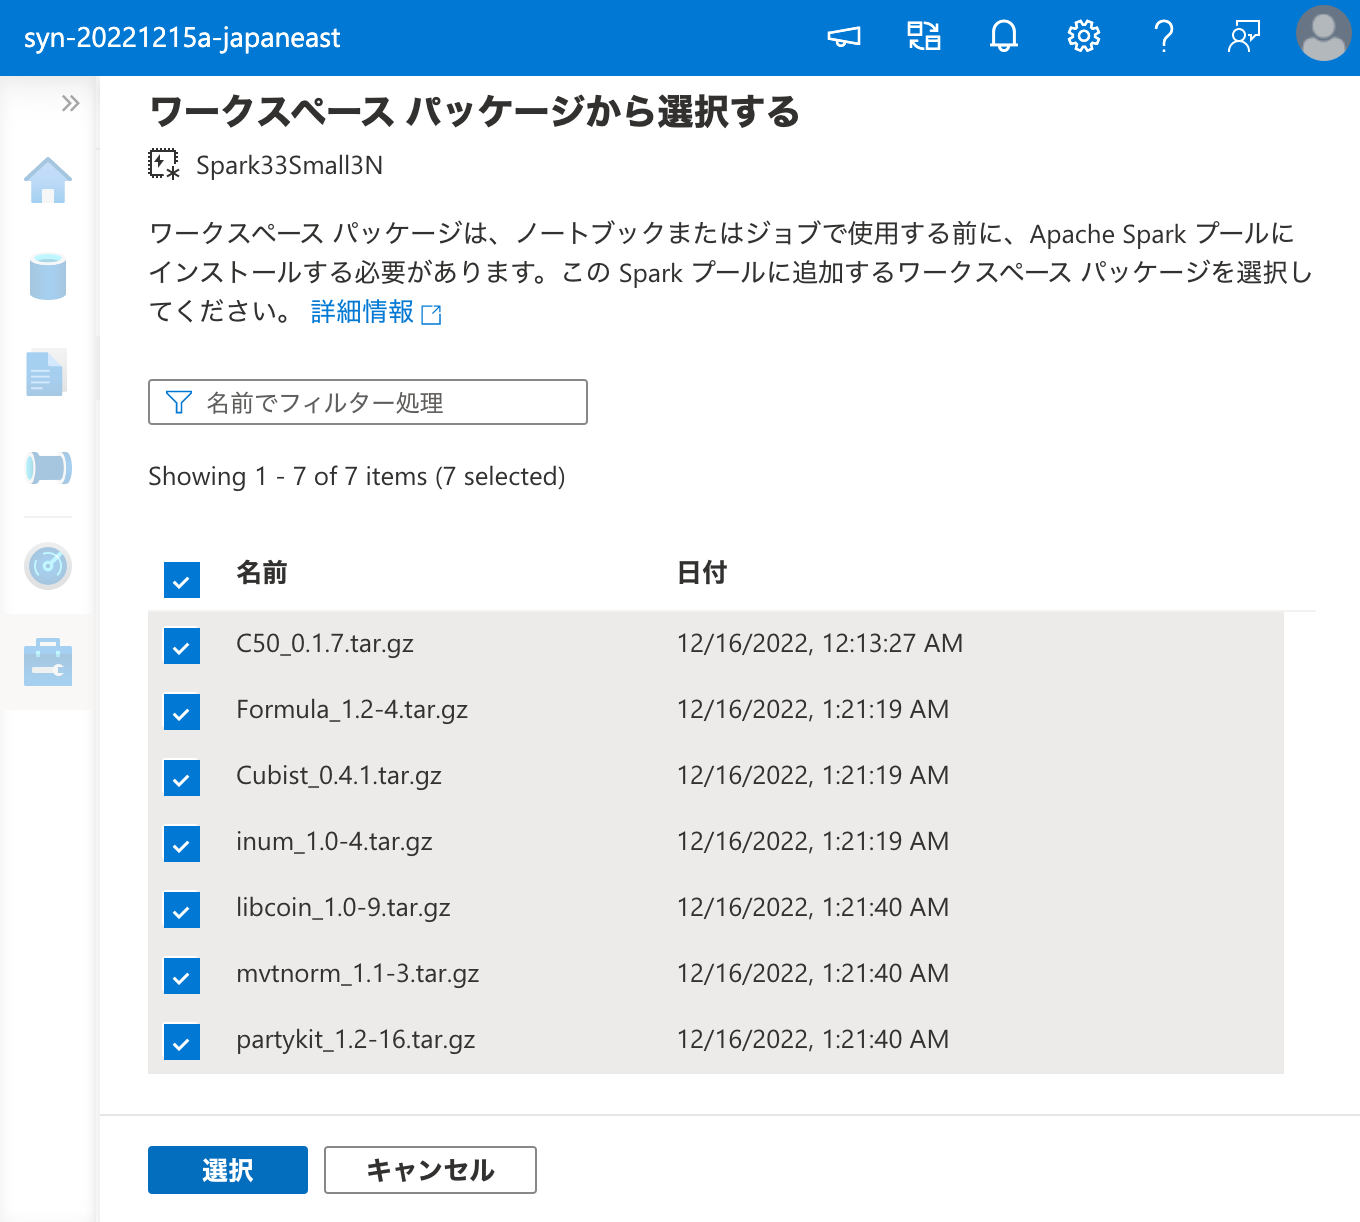 syn-20221215a-japaneast
ワークスペース パッケージから選択する
Spark33Small3N
ワークスペース パッケージは、ノートブックまたはジョブで使用する前に、Apache Spark プールに
インストールする必要があります。この Spark プールに追加するワークスペース パッケージを選択し
てください。 詳細情報
名前でフィルター処理
Showing 1 - 7 of 7 items (7 selected)
名前 日付
C50_0.1.7.tar.gz 12/16/2022, 12:13:27 AM
Formula_1.2-4.tar.gz 12/16/2022, 1:21:19 AM
Cubist_0.4.1.tar.gz 12/16/2022, 1:21:19 AM
inum_1.0-4.tar.gz 12/16/2022, 1:21:19 AM
libcoin_1.0-9.tar.gz 12/16/2022, 1:21:40 AM
mvtnorm_1.1-3.tar.gz 12/16/2022, 1:21:40 AM
partykit_1.2-16.tar.gz 12/16/2022, 1:21:40 AM
選択 キャンセル